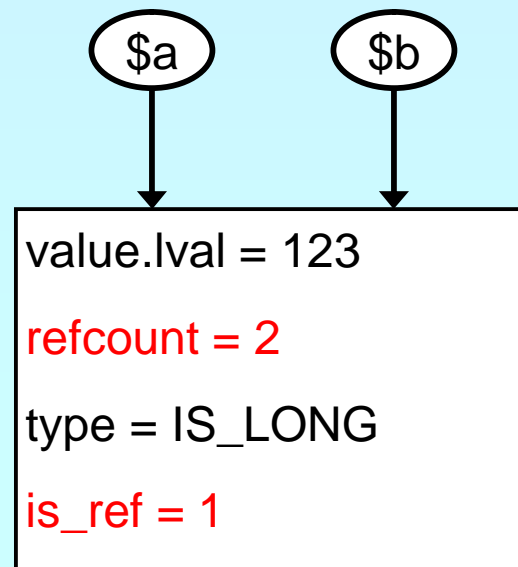 $a $b
value.lval = 123
refcount = 2
type = IS_LONG
is_ref = 1